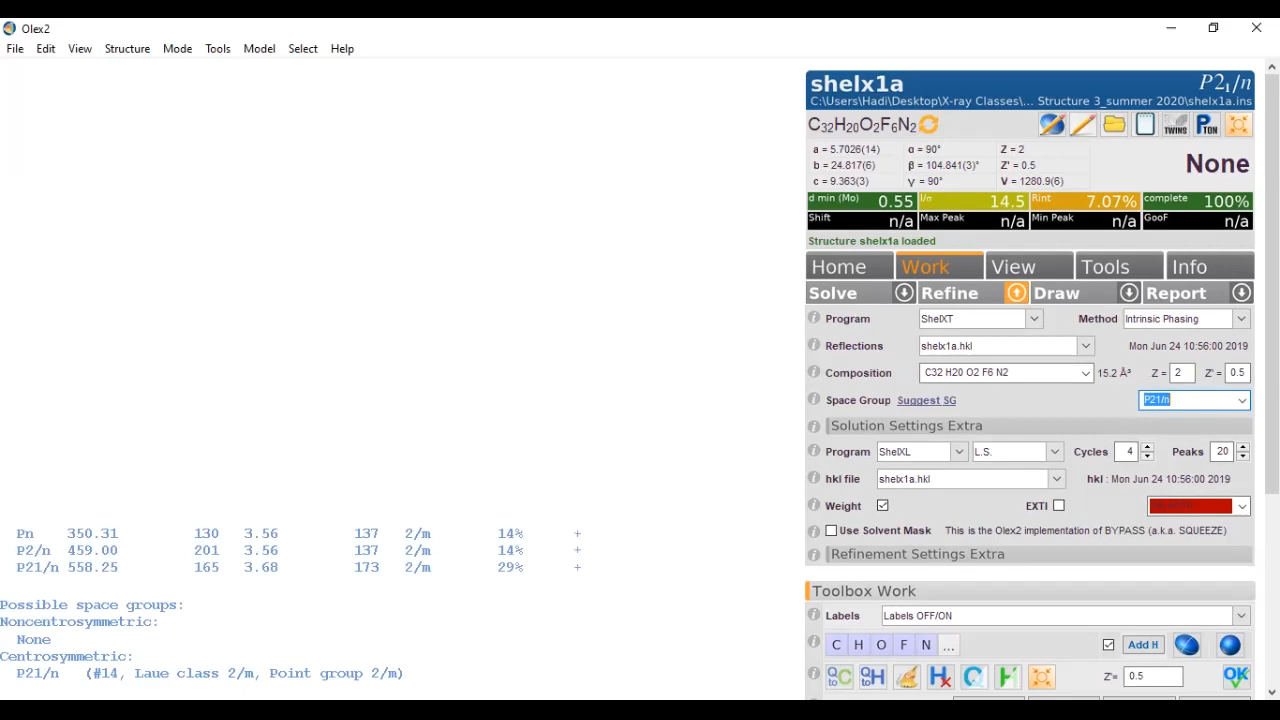 Olex2
File Edit View Structure Mode Tools Model Select Help
shelx1a P2₁/n
C:\Users\Hadi\Desktop\X-ray Classes\... Structure 3_summer 2020\shelx1a.ins
C₃₂H₂₀O₂F₆N₂ TWINS PTON
a = 5.7026(14) α = 90° Z = 2
b = 24.817(6) β = 104.841(3)° Z' = 0.5 None
c = 9.363(3) γ = 90° V = 1280.9(6)
d min (Mo) 0.55 I/σ 14.5 Rint 7.07% complete 100%
Shift n/a Max Peak n/a Min Peak n/a GooF n/a
Structure shelx1a loaded
Home Work View Tools Info
Solve Refine Draw Report
Program ShelXT Method Intrinsic Phasing
Reflections shelx1a.hkl Mon Jun 24 10:56:00 2019
Composition C32 H20 O2 F6 N2 15.2 Å³ Z = 2 Z' = 0.5
Space Group Suggest SG P21/n
Solution Settings Extra
Program ShelXL L.S. Cycles 4 Peaks 20
hkl file shelx1a.hkl hkl : Mon Jun 24 10:56:00 2019
Weight EXTI
Use Solvent Mask This is the Olex2 implementation of BYPASS (a.k.a. SQUEEZE)
Refinement Settings Extra
Toolbox Work
Labels Labels OFF/ON
C H O F N ... Add H
Q to C Q to H H Q H Z'= 0.5 OK
Pn 350.31 130 3.56 137 2/m 14% +
P2/n 459.00 201 3.56 137 2/m 14% +
P21/n 558.25 165 3.68 173 2/m 29% +
Possible space groups:
Noncentrosymmetric:
None
Centrosymmetric:
P21/n (#14, Laue class 2/m, Point group 2/m)